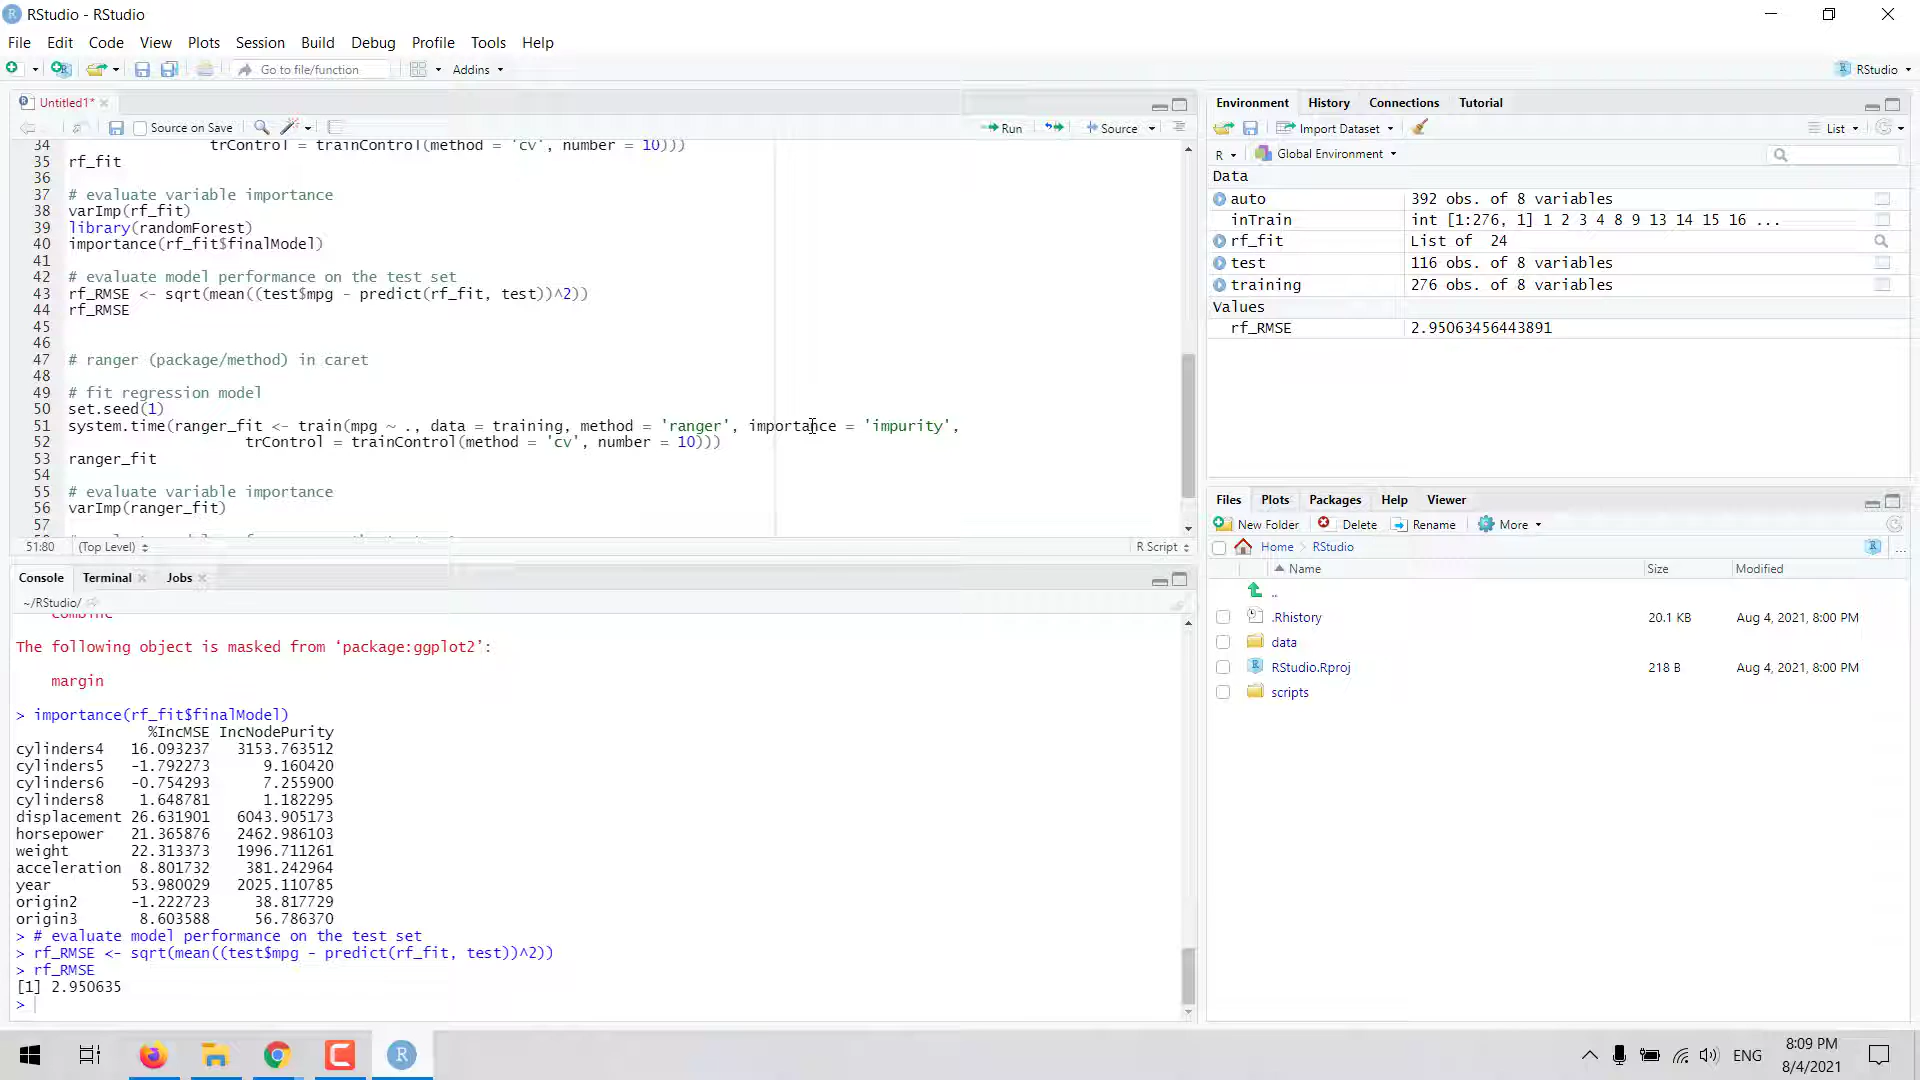 RStudio - RStudio
File Edit Code View Plots Session Build Debug Profile Tools Help
Go to file/function Addins RStudio
Untitled1*
Source on Save Run Source
34 trControl = trainControl(method = 'cv', number = 10)))
35 rf_fit
36
37 # evaluate variable importance
38 varImp(rf_fit)
39 library(randomForest)
40 importance(rf_fit$finalModel)
41
42 # evaluate model performance on the test set
43 rf_RMSE <- sqrt(mean((test$mpg - predict(rf_fit, test))^2))
44 rf_RMSE
45
46
47 # ranger (package/method) in caret
48
49 # fit regression model
50 set.seed(1)
51 system.time(ranger_fit <- train(mpg ~ ., data = training, method = 'ranger', importance = 'impurity',
52 trControl = trainControl(method = 'cv', number = 10)))
53 ranger_fit
54
55 # evaluate variable importance
56 varImp(ranger_fit)
57
51:80 (Top Level) R Script
Console Terminal Jobs
~/RStudio/
combine
The following object is masked from ‘package:ggplot2’:
margin
> importance(rf_fit$finalModel)
%IncMSE IncNodePurity
cylinders4 16.093237 3153.763512
cylinders5 -1.792273 9.160420
cylinders6 -0.754293 7.255900
cylinders8 1.648781 1.182295
displacement 26.631901 6043.905173
horsepower 21.365876 2462.986103
weight 22.313373 1996.711261
acceleration 8.801732 381.242964
year 53.980029 2025.110785
origin2 -1.222723 38.817729
origin3 8.603588 56.786370
> # evaluate model performance on the test set
> rf_RMSE <- sqrt(mean((test$mpg - predict(rf_fit, test))^2))
> rf_RMSE
[1] 2.950635
>
Environment History Connections Tutorial
Import Dataset List
R Global Environment
Data
auto 392 obs. of 8 variables
inTrain int [1:276, 1] 1 2 3 4 8 9 13 14 15 16 ...
rf_fit List of 24
test 116 obs. of 8 variables
training 276 obs. of 8 variables
Values
rf_RMSE 2.95063456443891
Files Plots Packages Help Viewer
New Folder Delete Rename More
Home RStudio ...
Name Size Modified
..
.Rhistory 20.1 KB Aug 4, 2021, 8:00 PM
data
RStudio.Rproj 218 B Aug 4, 2021, 8:00 PM
scripts
ENG 8:09 PM
8/4/2021